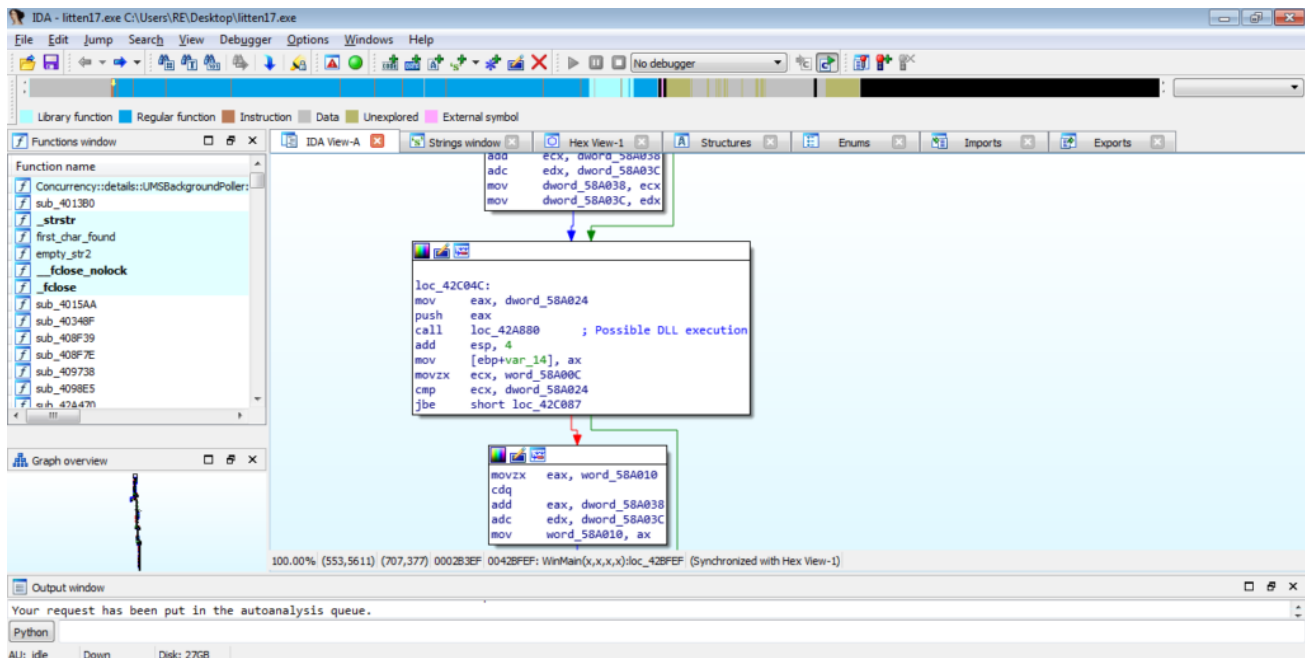 IDA - litten17.exe C:\Users\RE\Desktop\litten17.exe
File Edit Jump Search View Debugger Options Windows Help
No debugger
Library function Regular function Instruction Data Unexplored External symbol
Functions window
IDA View-A Strings window Hex View-1 Structures Enums Imports Exports
Function name
Concurrency::details::UMSBackgroundPoller:
sub_4013B0
_strstr
first_char_found
empty_str2
__fclose_nolock
_fclose
sub_4015AA
sub_40348F
sub_408F39
sub_408F7E
sub_409738
sub_4098E5
sub_42A470
Graph overview
add ecx, dword_58A038
adc edx, dword_58A03C
mov dword_58A038, ecx
mov dword_58A03C, edx
loc_42C04C:
mov eax, dword_58A024
push eax
call loc_42A880 ; Possible DLL execution
add esp, 4
mov [ebp+var_14], ax
movzx ecx, word_58A00C
cmp ecx, dword_58A024
jbe short loc_42C087
movzx eax, word_58A010
cdq
add eax, dword_58A038
adc edx, dword_58A03C
mov word_58A010, ax
100.00% (553,5611) (707,377) 0002B3EF 0042BFEF: WinMain(x,x,x,x):loc_42BFEF (Synchronized with Hex View-1)
Output window
Your request has been put in the autoanalysis queue.
Python
AU: idle Down Disk: 27GB